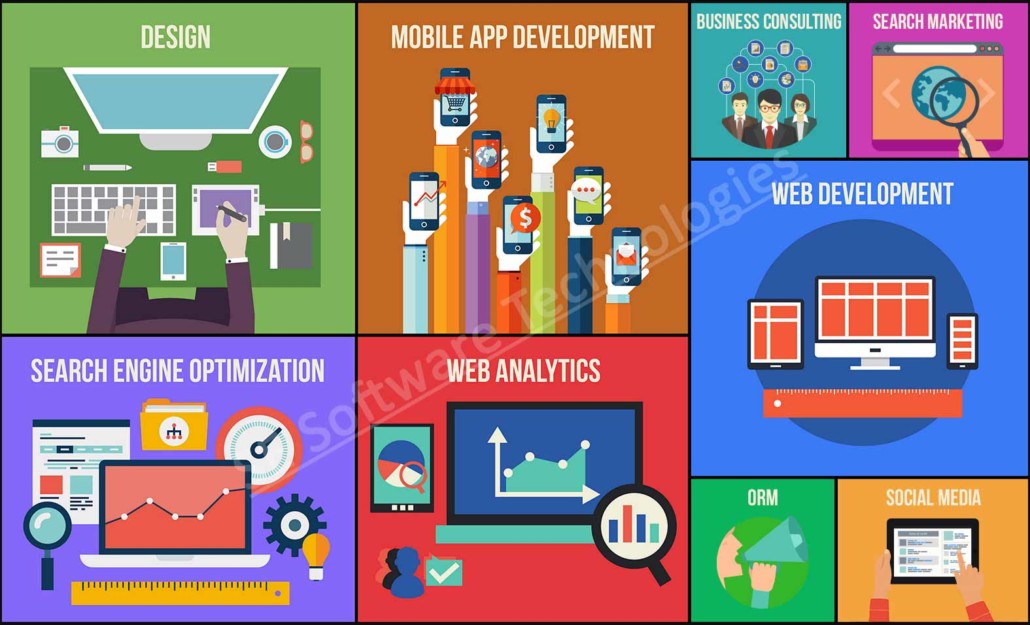 DESIGN
MOBILE APP DEVELOPMENT
BUSINESS CONSULTING
SEARCH MARKETING
WEB DEVELOPMENT
SEARCH ENGINE OPTIMIZATION
WEB ANALYTICS
ORM
SOCIAL MEDIA
Software Technologies